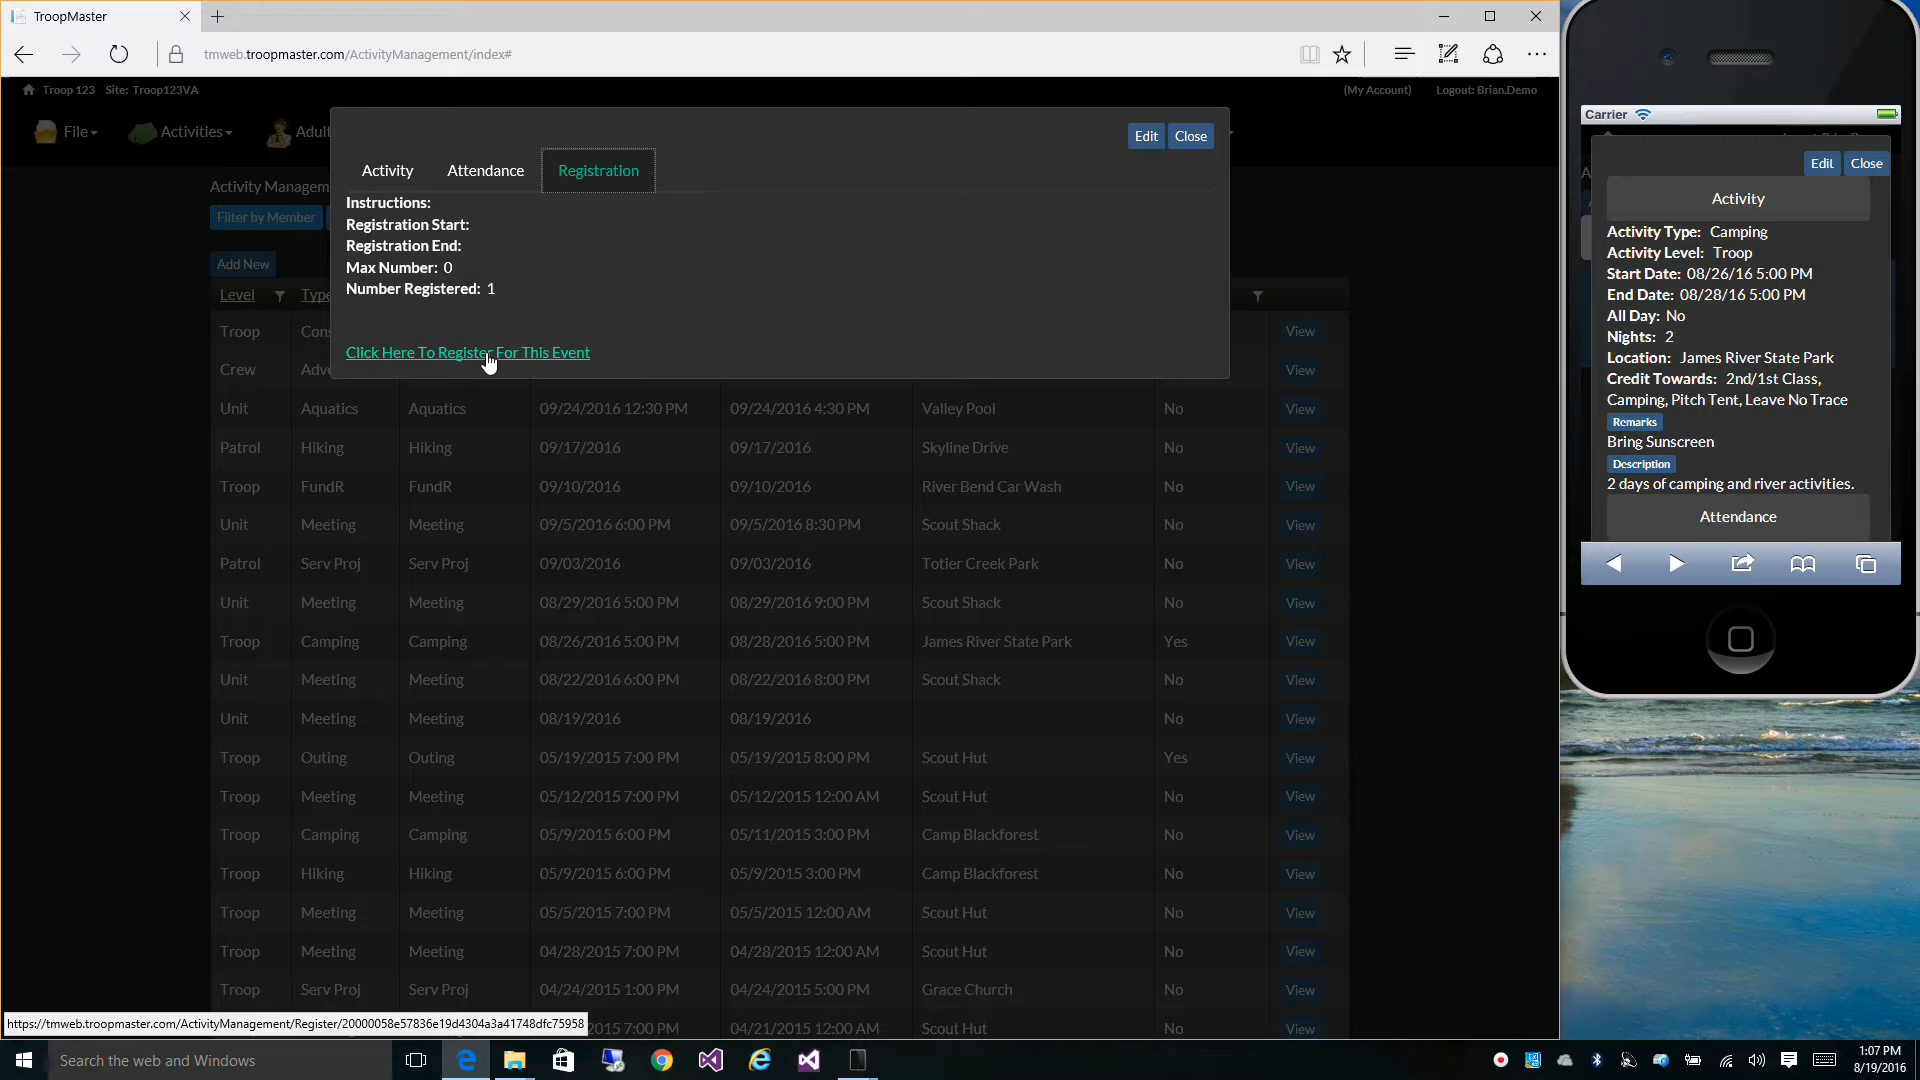 TroopMaster
tmweb.troopmaster.com/ActivityManagement/index#
Troop 123 Site: Troop123VA (My Account) Logout: Brian.Demo
File Activities Adul
Edit Close
Activity Attendance Registration
Instructions:
Registration Start:
Registration End:
Max Number: 0
Number Registered: 1
Click Here To Register For This Event
Activity Managem
Filter by Member
Add New
Level Type
Troop Cons View
Crew Adve View
Unit Aquatics Aquatics 09/24/2016 12:30 PM 09/24/2016 4:30 PM Valley Pool No View
Patrol Hiking Hiking 09/17/2016 09/17/2016 Skyline Drive No View
Troop FundR FundR 09/10/2016 09/10/2016 River Bend Car Wash No View
Unit Meeting Meeting 09/5/2016 6:00 PM 09/5/2016 8:30 PM Scout Shack No View
Patrol Serv Proj Serv Proj 09/03/2016 09/03/2016 Totier Creek Park No View
Unit Meeting Meeting 08/29/2016 5:00 PM 08/29/2016 9:00 PM Scout Shack No View
Troop Camping Camping 08/26/2016 5:00 PM 08/28/2016 5:00 PM James River State Park Yes View
Unit Meeting Meeting 08/22/2016 6:00 PM 08/22/2016 8:00 PM Scout Shack No View
Unit Meeting Meeting 08/19/2016 08/19/2016 No View
Troop Outing Outing 05/19/2015 7:00 PM 05/19/2015 8:00 PM Scout Hut Yes View
Troop Meeting Meeting 05/12/2015 7:00 PM 05/12/2015 12:00 AM Scout Hut No View
Troop Camping Camping 05/9/2015 6:00 PM 05/11/2015 3:00 PM Camp Blackforest No View
Troop Hiking Hiking 05/9/2015 6:00 PM 05/9/2015 3:00 PM Camp Blackforest No View
Troop Meeting Meeting 05/5/2015 7:00 PM 05/5/2015 12:00 AM Scout Hut No View
Troop Meeting Meeting 04/28/2015 7:00 PM 04/28/2015 12:00 AM Scout Hut No View
Troop Serv Proj Serv Proj 04/24/2015 1:00 PM 04/24/2015 5:00 PM Grace Church No View
2015 7:00 PM 04/21/2015 12:00 AM Scout Hut No View
https://tmweb.troopmaster.com/ActivityManagement/Register/20000058e57836e19d4304a3a41748dfc75958
Carrier
Edit Close
Activity
Activity Type: Camping
Activity Level: Troop
Start Date: 08/26/16 5:00 PM
End Date: 08/28/16 5:00 PM
All Day: No
Nights: 2
Location: James River State Park
Credit Towards: 2nd/1st Class,
Camping, Pitch Tent, Leave No Trace
Remarks
Bring Sunscreen
Description
2 days of camping and river activities.
Attendance
Search the web and Windows
1:07 PM
8/19/2016